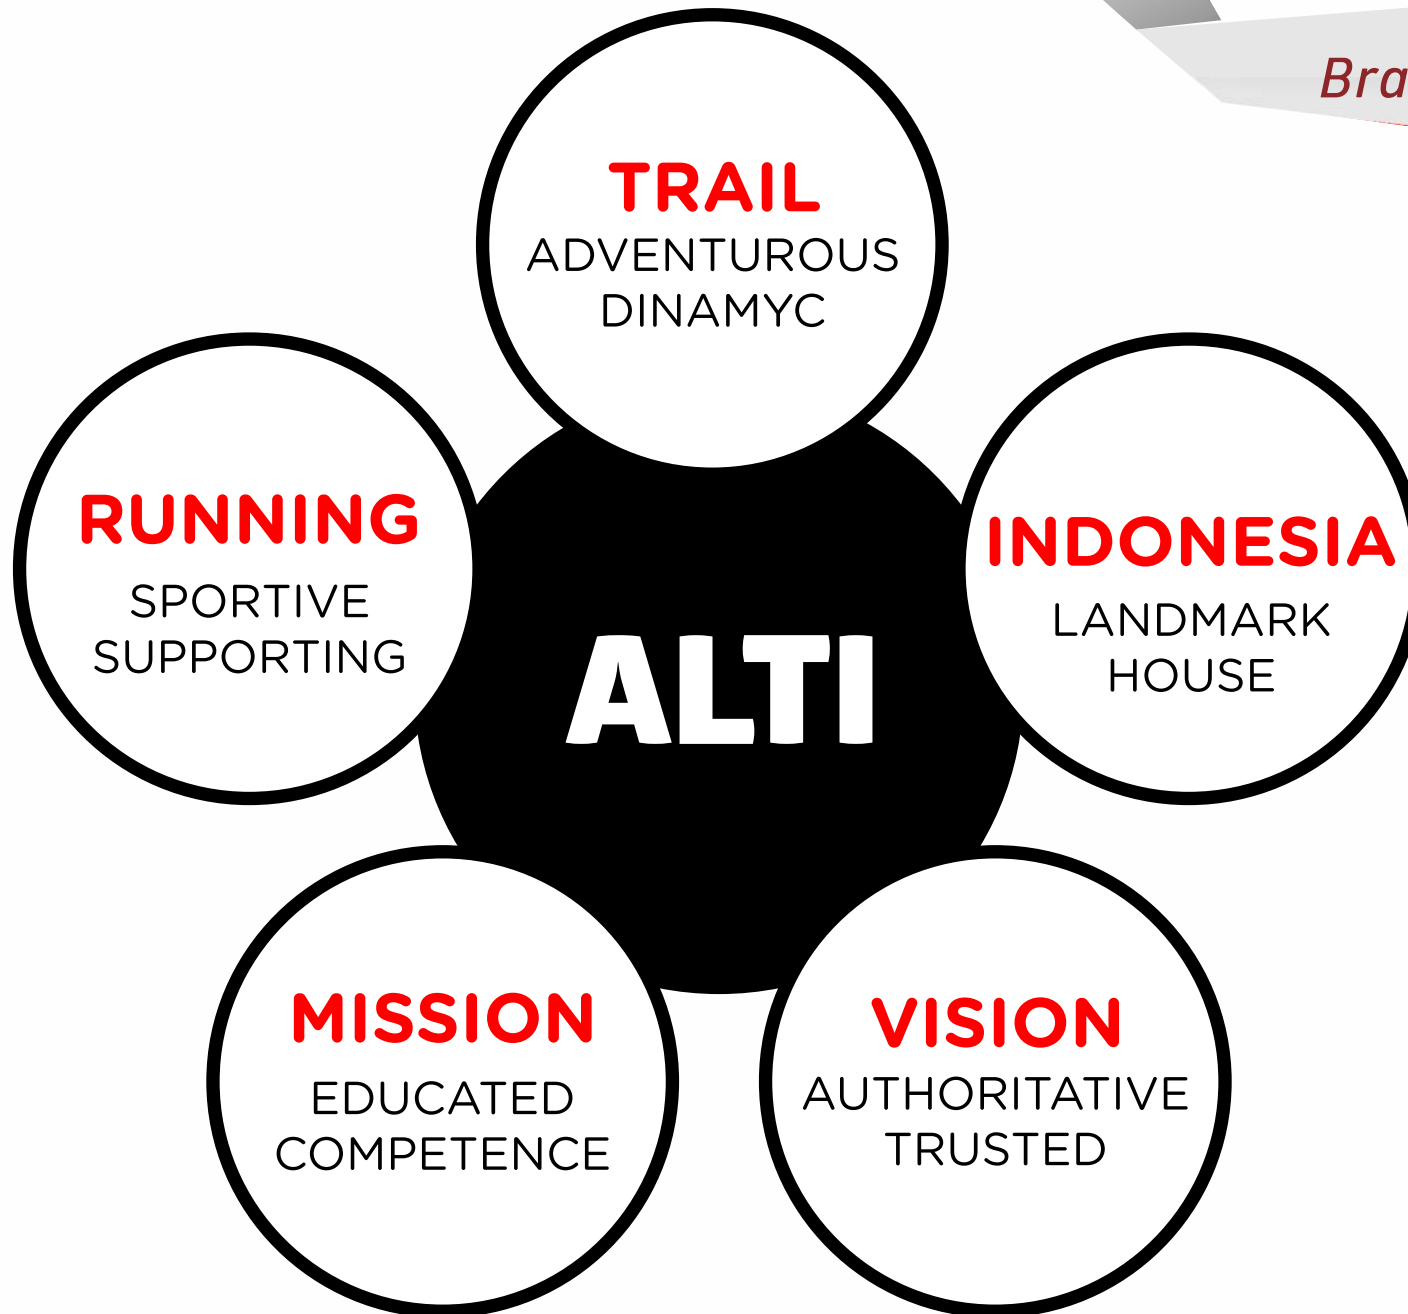 Bra
TRAIL
ADVENTUROUS
DINAMYC
RUNNING
SPORTIVE
SUPPORTING
INDONESIA
LANDMARK
HOUSE
ALTI
MISSION
EDUCATED
COMPETENCE
VISION
AUTHORITATIVE
TRUSTED